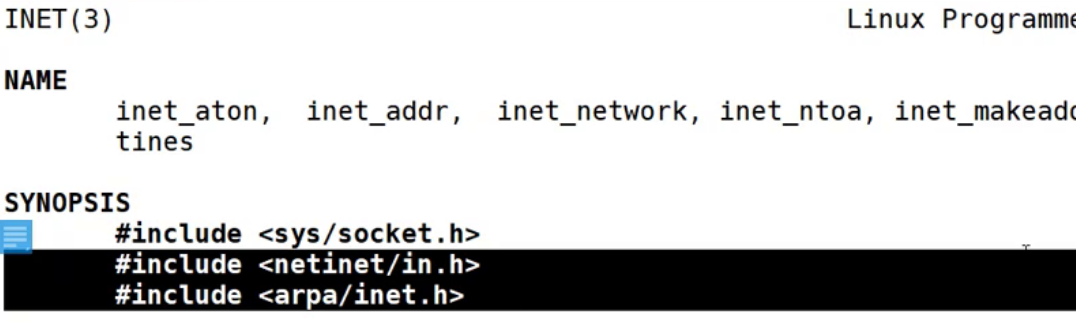 INET(3) Linux Programme
NAME
inet_aton, inet_addr, inet_network, inet_ntoa, inet_makead
tines
SYNOPSIS
#include <sys/socket.h>
#include <netinet/in.h>
#include <arpa/inet.h>